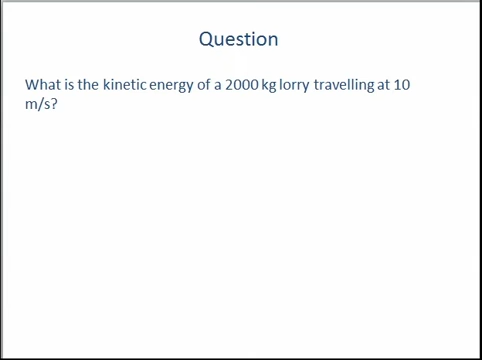 Question
What is the kinetic energy of a 2000 kg lorry travelling at 10
m/s?